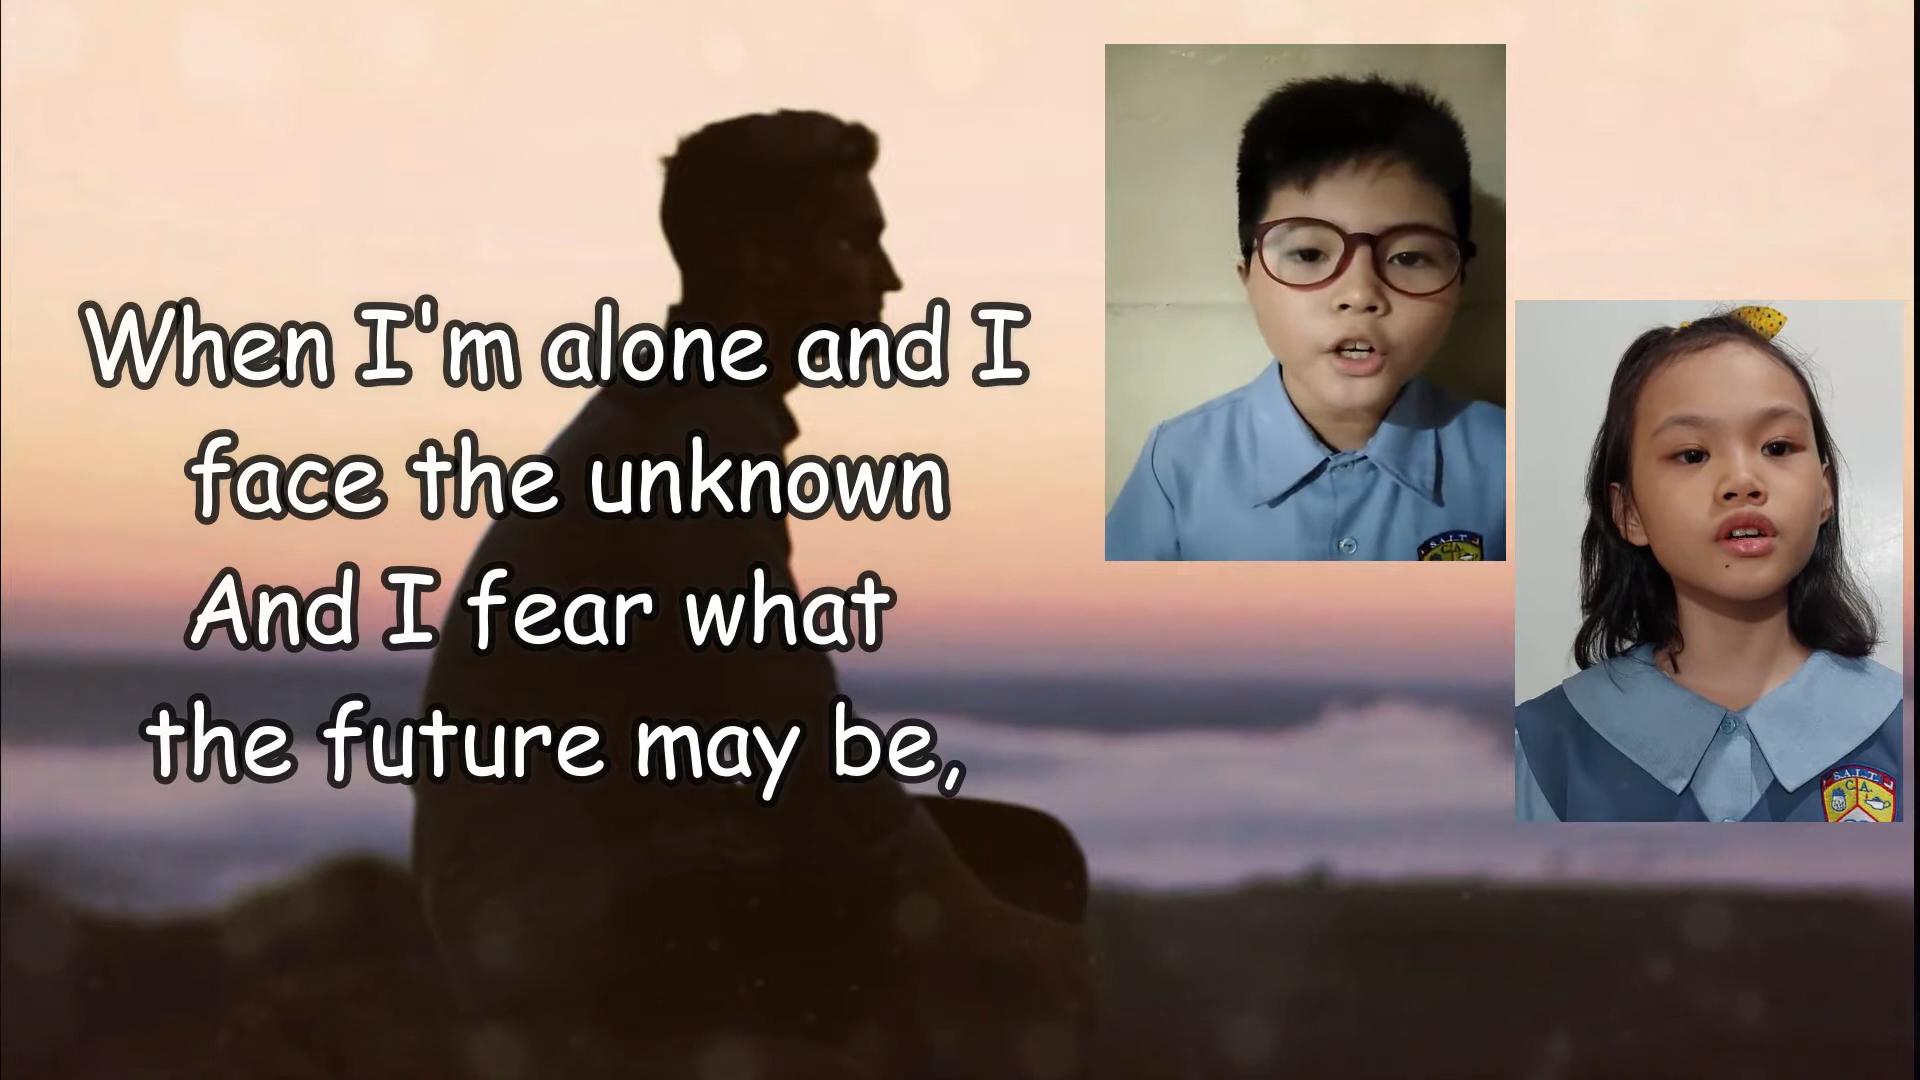 When I'm alone and I
face the unknown
And I fear what
the future may be,
S.A.L.T.
C.A.
S.A.L.T.
C.A.